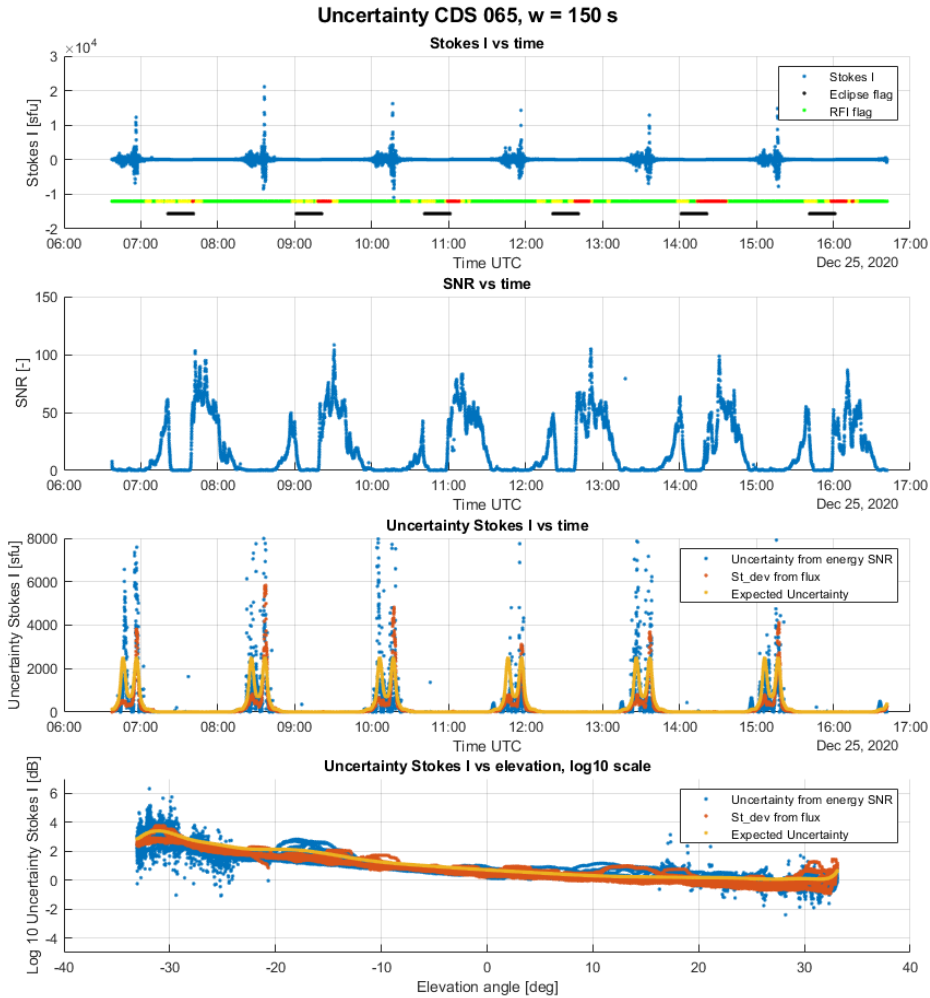 Uncertainty CDS 065, w = 150 s
Stokes I vs time
×10⁴
Stokes I [sfu]
3
2
1
0
-1
-2
Stokes I
Eclipse flag
RFI flag
06:00 07:00 08:00 09:00 10:00 11:00 12:00 13:00 14:00 15:00 16:00 17:00
Time UTC
Dec 25, 2020
SNR vs time
SNR [-]
150
100
50
0
06:00 07:00 08:00 09:00 10:00 11:00 12:00 13:00 14:00 15:00 16:00 17:00
Time UTC
Dec 25, 2020
Uncertainty Stokes I vs time
Uncertainty Stokes I [sfu]
8000
6000
4000
2000
0
Uncertainty from energy SNR
St_dev from flux
Expected Uncertainty
06:00 07:00 08:00 09:00 10:00 11:00 12:00 13:00 14:00 15:00 16:00 17:00
Time UTC
Dec 25, 2020
Uncertainty Stokes I vs elevation, log10 scale
Log 10 Uncertainty Stokes I [dB]
6
4
2
0
-2
-4
Uncertainty from energy SNR
St_dev from flux
Expected Uncertainty
-40 -30 -20 -10 0 10 20 30 40
Elevation angle [deg]